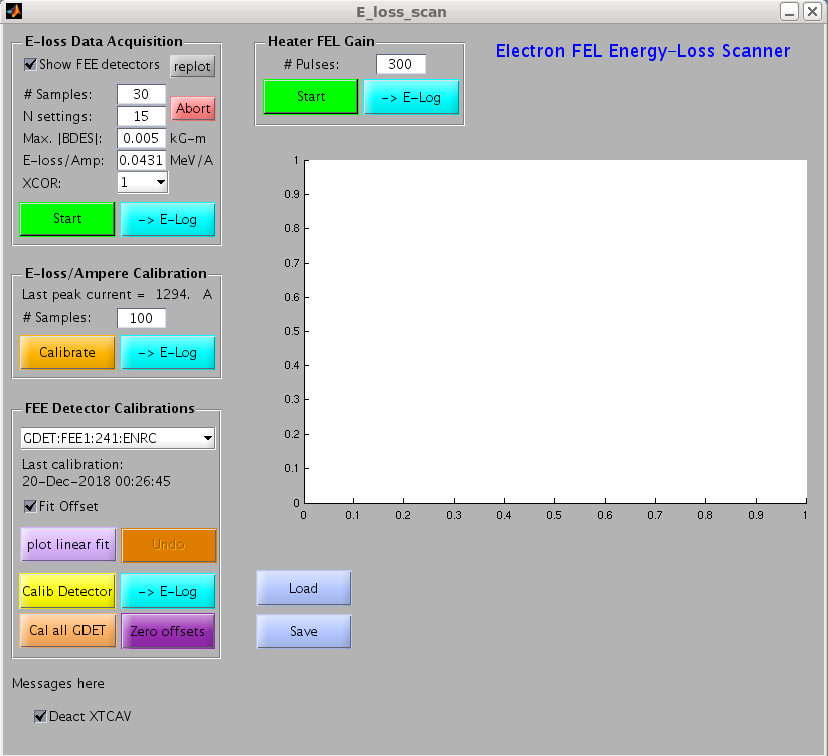 E_loss_scan
E-loss Data Acquisition
Show FEE detectors
replot
# Samples:
30
Abort
N settings:
15
Max. |BDES|:
0.005
kG-m
E-loss/Amp:
0.0431
MeV/A
XCOR:
1
Start
-> E-Log
Heater FEL Gain
# Pulses:
300
Start
-> E-Log
Electron FEL Energy-Loss Scanner
E-loss/Ampere Calibration
Last peak current = 1294. A
# Samples:
100
Calibrate
-> E-Log
FEE Detector Calibrations
GDET:FEE1:241:ENRC
Last calibration:
20-Dec-2018 00:26:45
Fit Offset
plot linear fit
Undo
Calib Detector
-> E-Log
Cal all GDET
Zero offsets
1
0.9
0.8
0.7
0.6
0.5
0.4
0.3
0.2
0.1
0
0 0.1 0.2 0.3 0.4 0.5 0.6 0.7 0.8 0.9 1
Load
Save
Messages here
Deact XTCAV